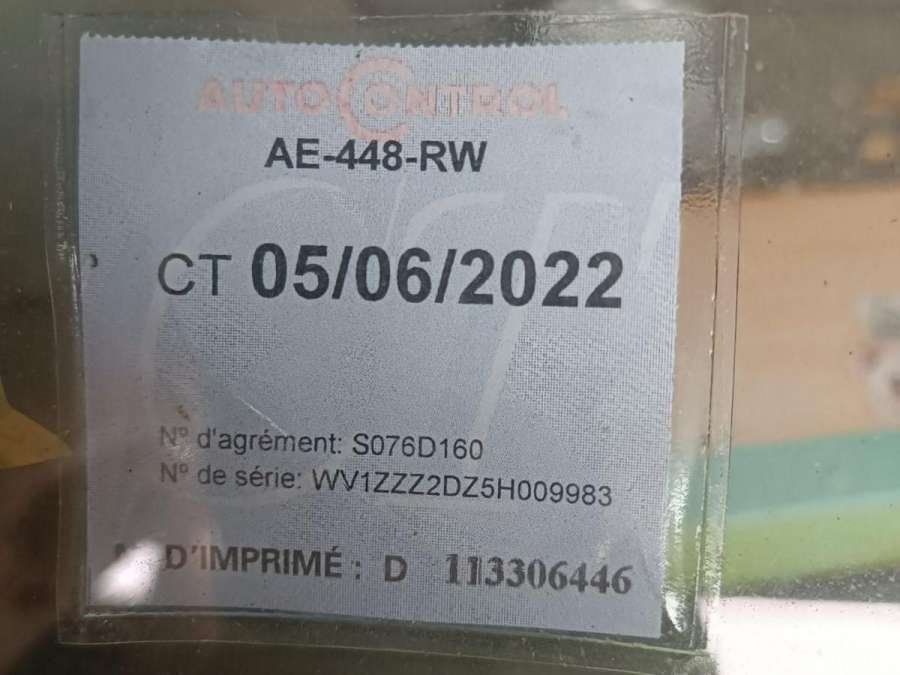 AUTOCONTROL
AE-448-RW
CT 05/06/2022
N° d'agrément: S076D160
N° de série: WV1ZZZ2DZ5H009983
N° D'IMPRIMÉ : D 113306446